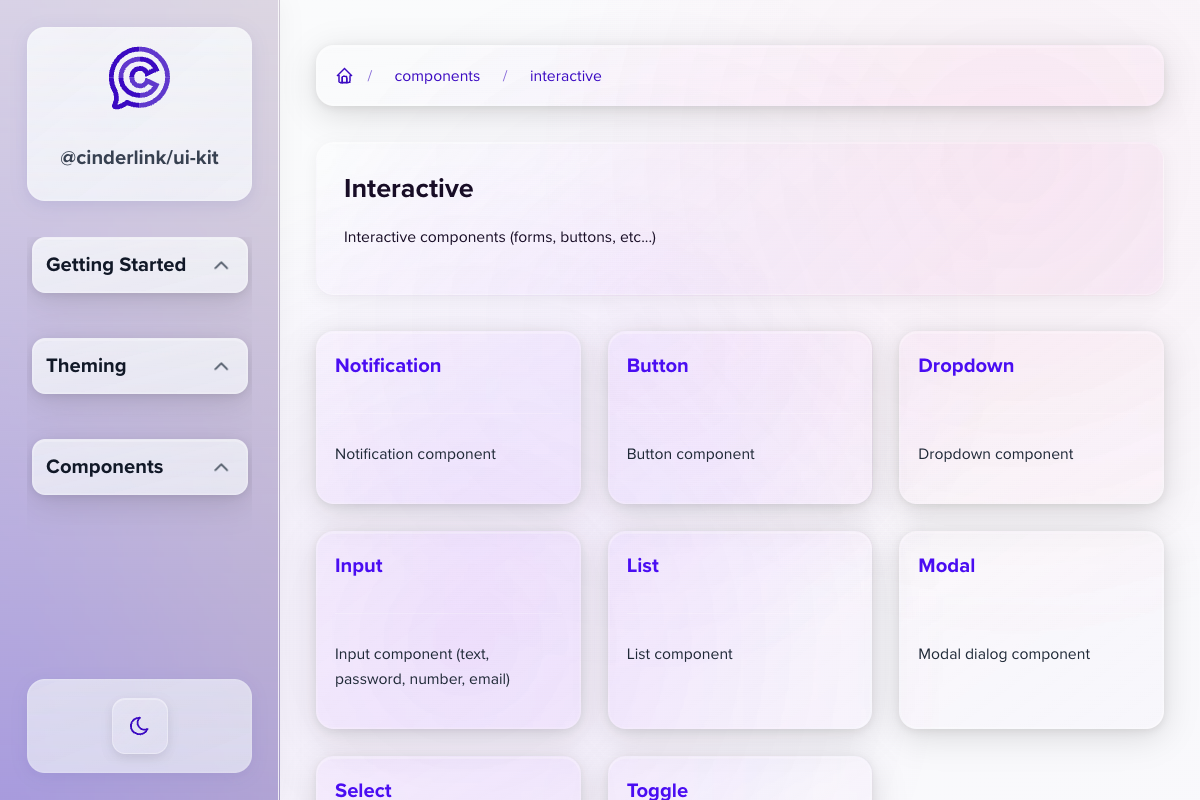 @cinderlink/ui-kit
Getting Started
Theming
Components
/ components / interactive
Interactive
Interactive components (forms, buttons, etc...)
Notification
Notification component
Button
Button component
Dropdown
Dropdown component
Input
Input component (text,
password, number, email)
List
List component
Modal
Modal dialog component
Select
Toggle